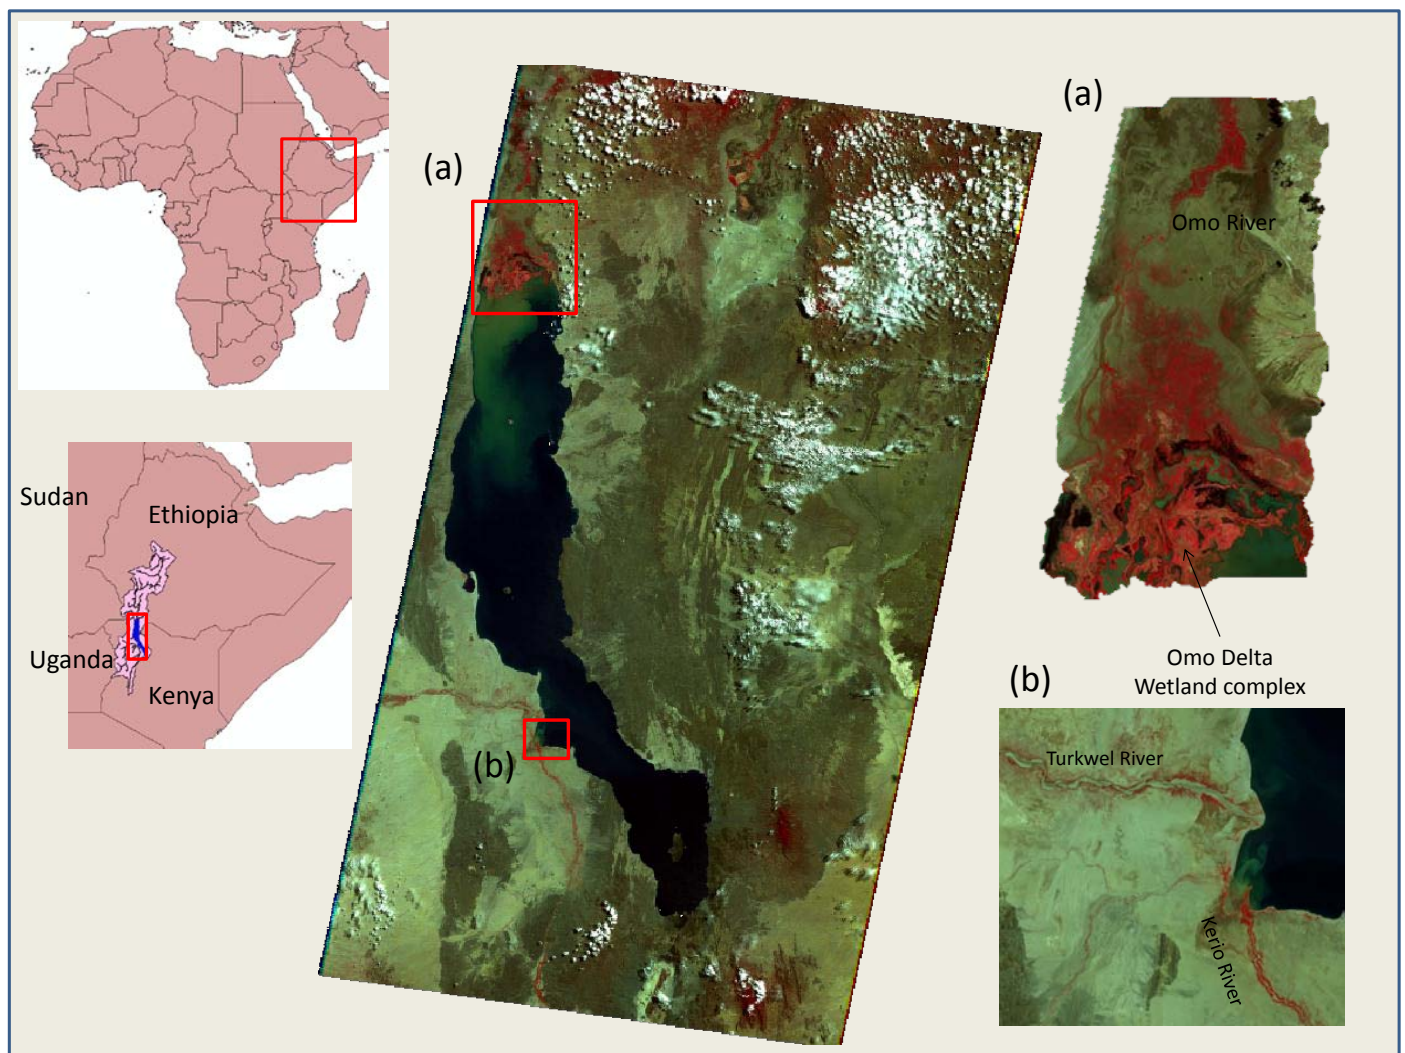 (a)
(a)
Omo River
Sudan
Ethiopia
Uganda
Kenya
Omo Delta
Wetland complex
(b)
(b)
Turkwel River
Kerio River